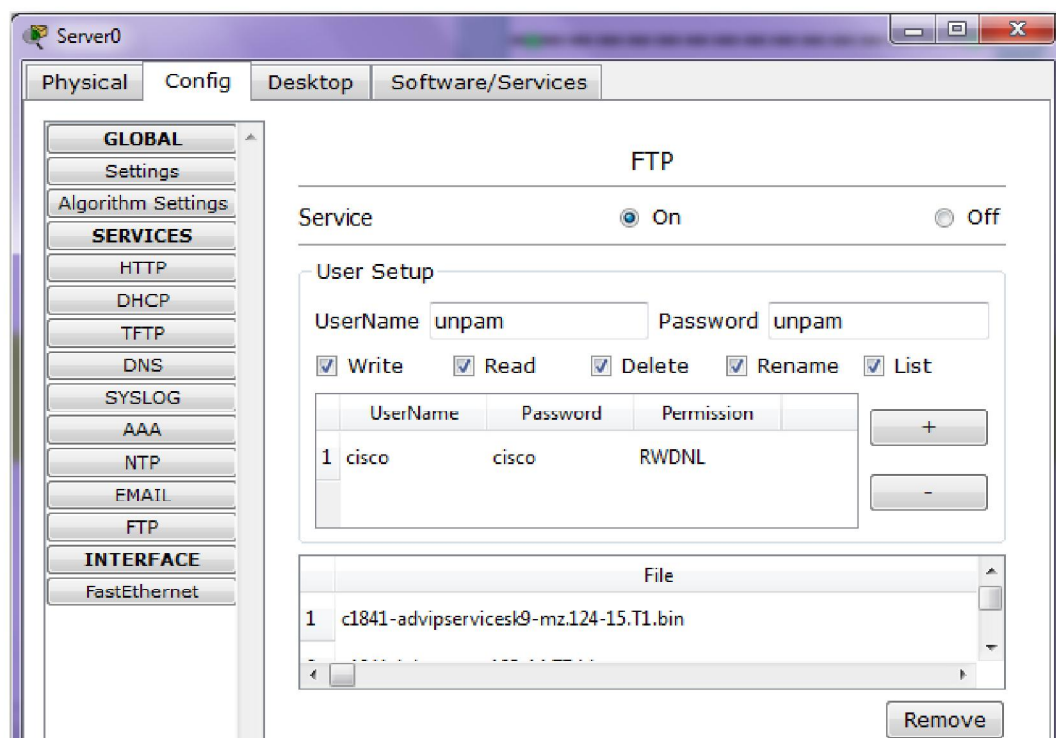 Server0
Physical Config Desktop Software/Services
GLOBAL
Settings
Algorithm Settings
SERVICES
HTTP
DHCP
TFTP
DNS
SYSLOG
AAA
NTP
EMAIL
FTP
INTERFACE
FastEthernet
FTP
Service On Off
User Setup
UserName unpam Password unpam
Write Read Delete Rename List
UserName Password Permission
1 cisco cisco RWDNL
+
-
File
1 c1841-advipservicesk9-mz.124-15.T1.bin
Remove